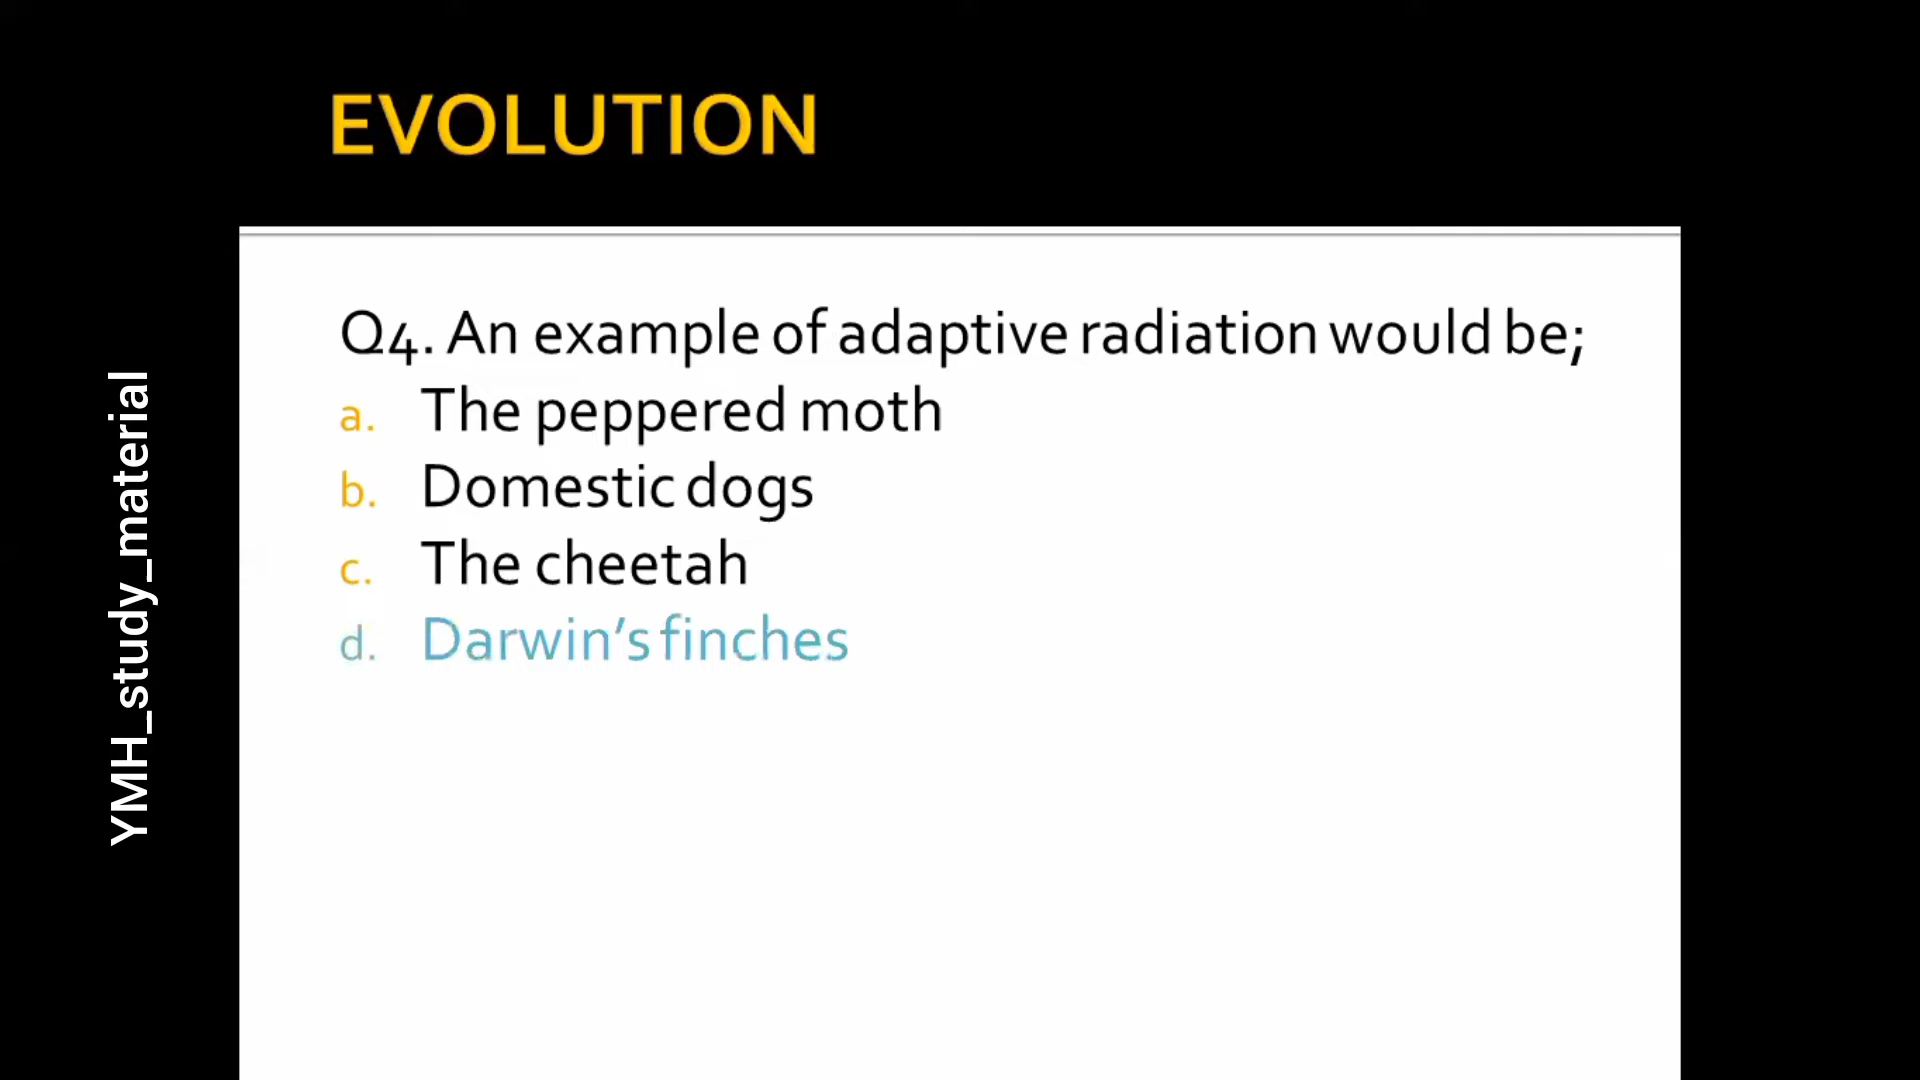 EVOLUTION
Q4. An example of adaptive radiation would be;
a. The peppered moth
b. Domestic dogs
c. The cheetah
d. Darwin's finches
YMH_study_material